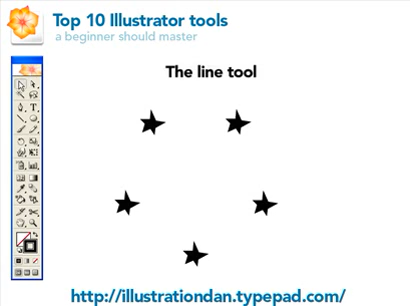 Top 10 Illustrator tools
a beginner should master
The line tool
http://illustrationdan.typepad.com/